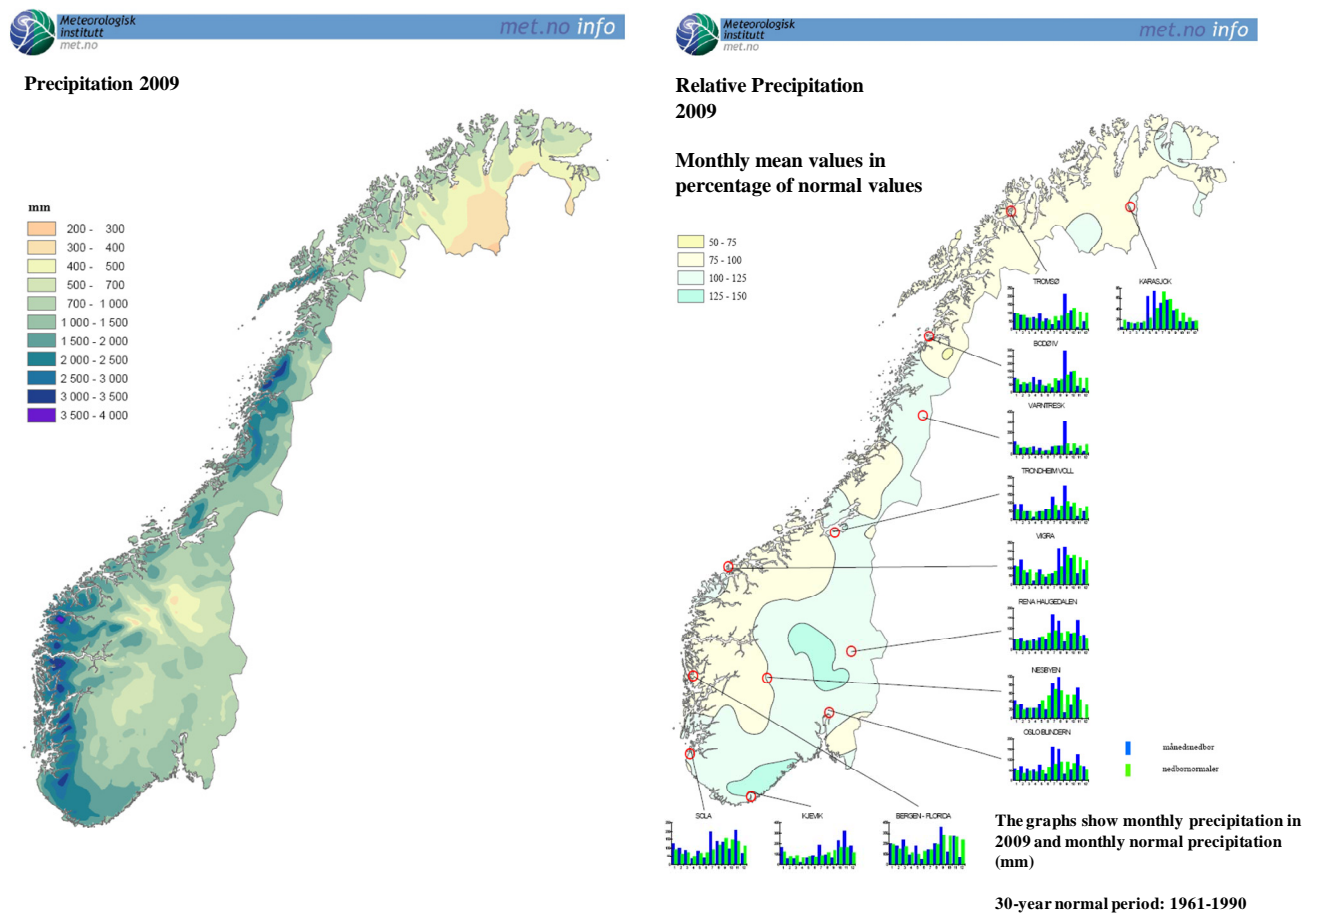 Meteorologisk
institutt
met.no
met.no info
Precipitation 2009
mm
200 - 300
300 - 400
400 - 500
500 - 700
700 - 1 000
1 000 - 1 500
1 500 - 2 000
2 000 - 2 500
2 500 - 3 000
3 000 - 3 500
3 500 - 4 000
Meteorologisk
institutt
met.no
met.no info
Relative Precipitation
2009
Monthly mean values in
percentage of normal values
50 - 75
75 - 100
100 - 125
125 - 150
TROMSØ
KARASJOK
BODØ IV
VARNTRESK
TRONDHEIM VOLL
VIGRA
RENA HAUGEDALEN
NESBYEN
OSLO BLINDERN
månedsnedbor
nedbornormaler
SOLA
KJEVIK
BERGEN - FLORIDA
The graphs show monthly precipitation in
2009 and monthly normal precipitation
(mm)
30-year normal period: 1961-1990